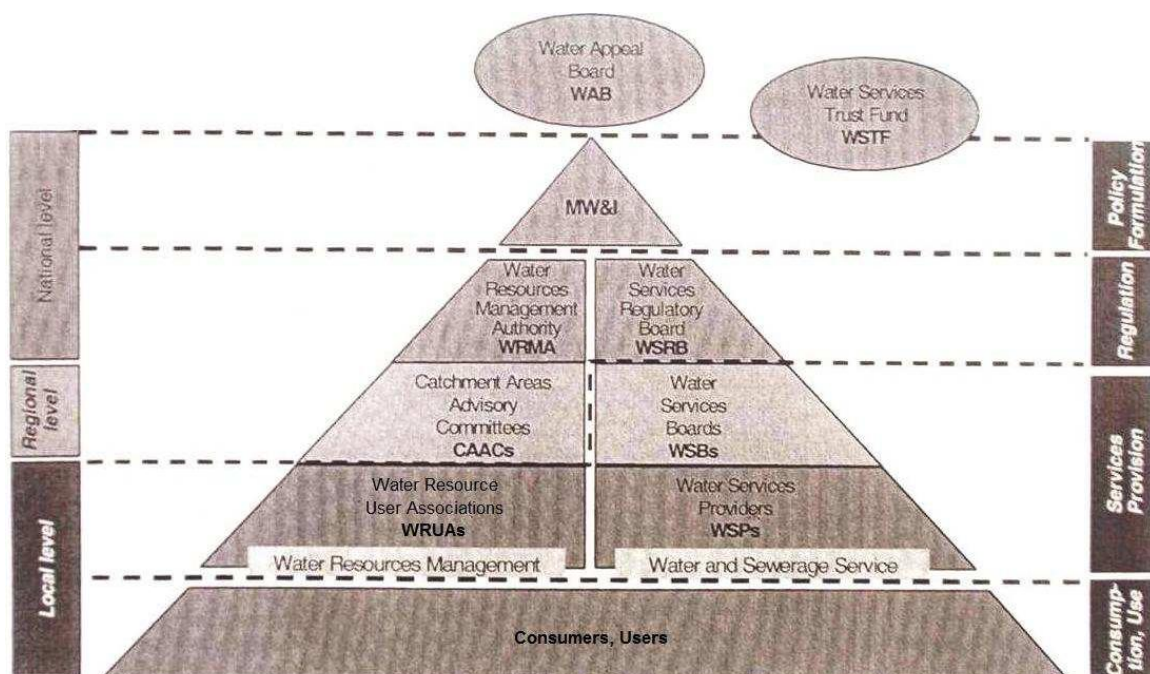 Water Appeal
Board
WAB
Water Services
Trust Fund
WSTF
National level
Policy
Formulation
MW&I
Water
Resources
Management
Authority
WRMA
Water
Services
Regulatory
Board
WSRB
Regulation
Regional
level
Catchment Areas
Advisory
Committees
CAACs
Water
Services
Boards
WSBs
Services
Provision
Local level
Water Resource
User Associations
WRUAs
Water Services
Providers
WSPs
Water Resources Management
Water and Sewerage Service
Consumers, Users
Consump-
tion, Use